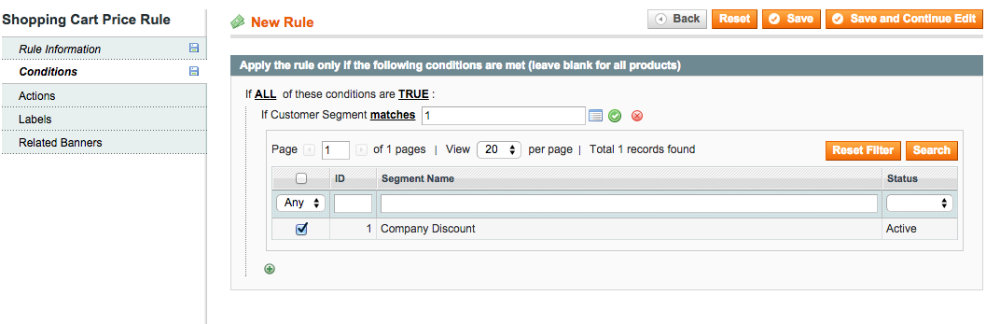 Shopping Cart Price Rule
Rule Information
Conditions
Actions
Labels
Related Banners
New Rule
Back Reset Save Save and Continue Edit
Apply the rule only if the following conditions are met (leave blank for all products)
If ALL of these conditions are TRUE :
If Customer Segment matches 1
Page 1 of 1 pages | View 20 per page | Total 1 records found Reset Filter Search
ID Segment Name Status
Any
1 Company Discount Active